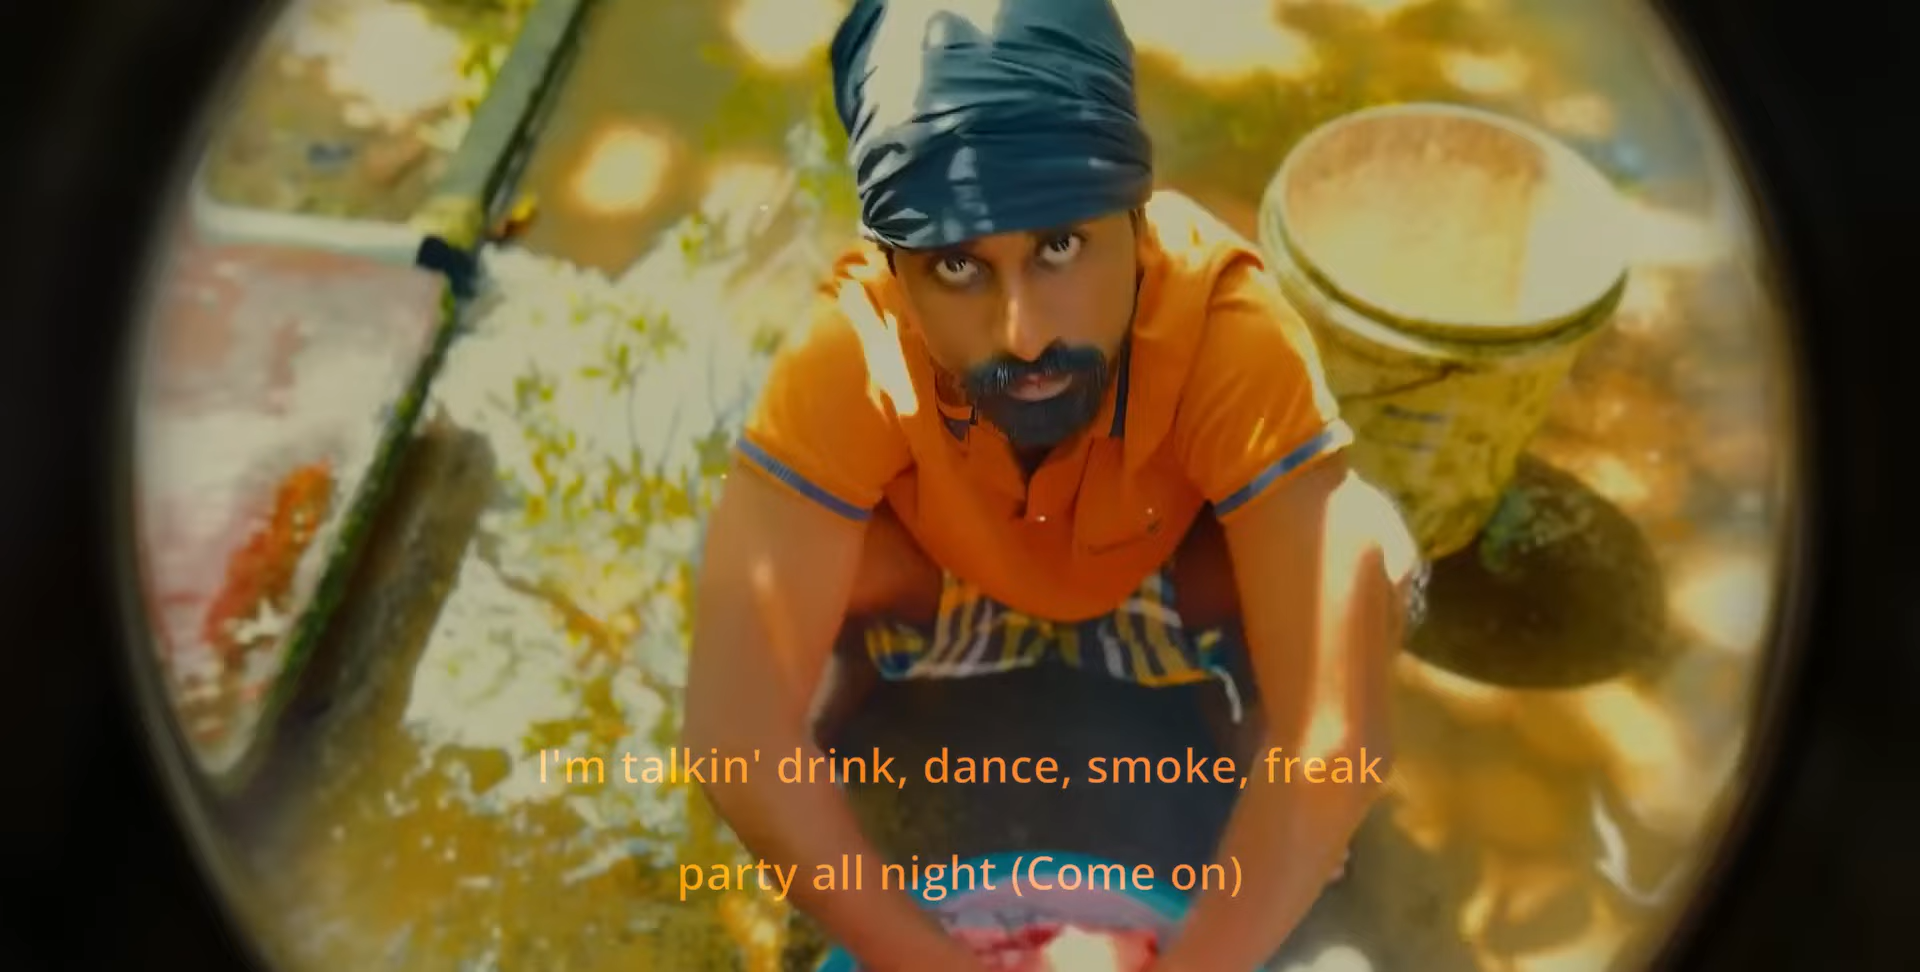 I'm talkin' drink, dance, smoke, freak
party all night (Come on)